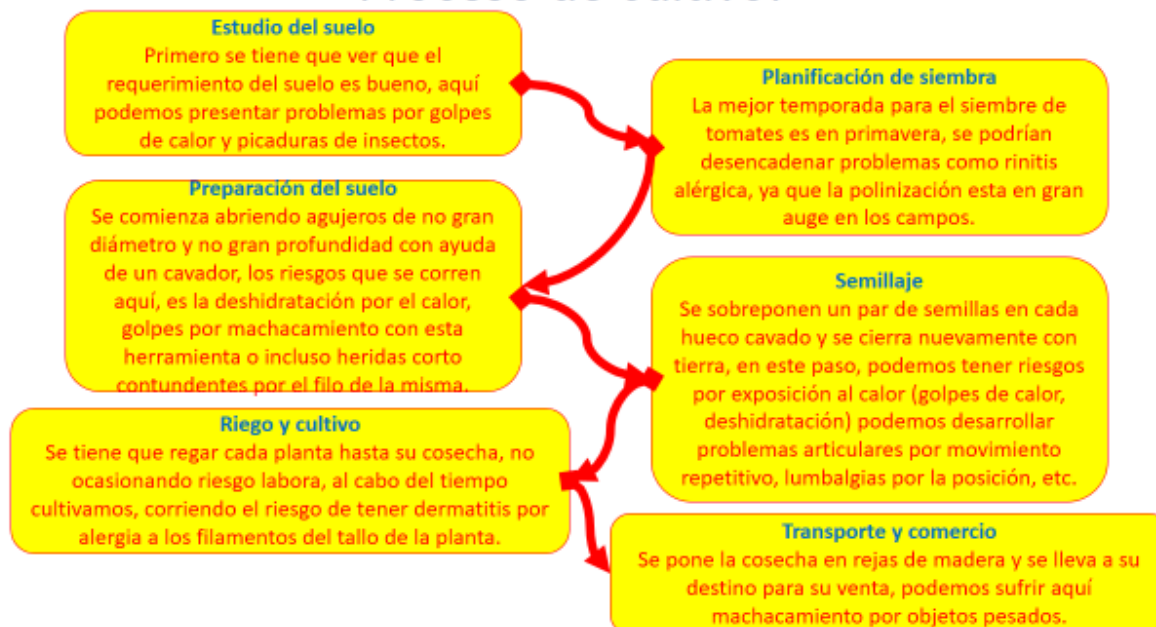 Estudio del suelo
Primero se tiene que ver que el
requerimiento del suelo es bueno, aquí
podemos presentar problemas por golpes
de calor y picaduras de insectos.
Planificación de siembra
La mejor temporada para el siembre de
tomates es en primavera, se podrían
desencadenar problemas como rinitis
alérgica, ya que la polinización esta en gran
auge en los campos.
Preparación del suelo
Se comienza abriendo agujeros de no gran
diámetro y no gran profundidad con ayuda
de un cavador, los riesgos que se corren
aquí, es la deshidratación por el calor,
golpes por machacamiento con esta
herramienta o incluso heridas corto
contundentes por el filo de la misma.
Semillaje
Se sobreponen un par de semillas en cada
hueco cavado y se cierra nuevamente con
tierra, en este paso, podemos tener riesgos
por exposición al calor (golpes de calor,
deshidratación) podemos desarrollar
problemas articulares por movimiento
repetitivo, lumbalgias por la posición, etc.
Riego y cultivo
Se tiene que regar cada planta hasta su cosecha, no
ocasionando riesgo labora, al cabo del tiempo
cultivamos, corriendo el riesgo de tener dermatitis por
alergia a los filamentos del tallo de la planta.
Transporte y comercio
Se pone la cosecha en rejas de madera y se lleva a su
destino para su venta, podemos sufrir aquí
machacamiento por objetos pesados.